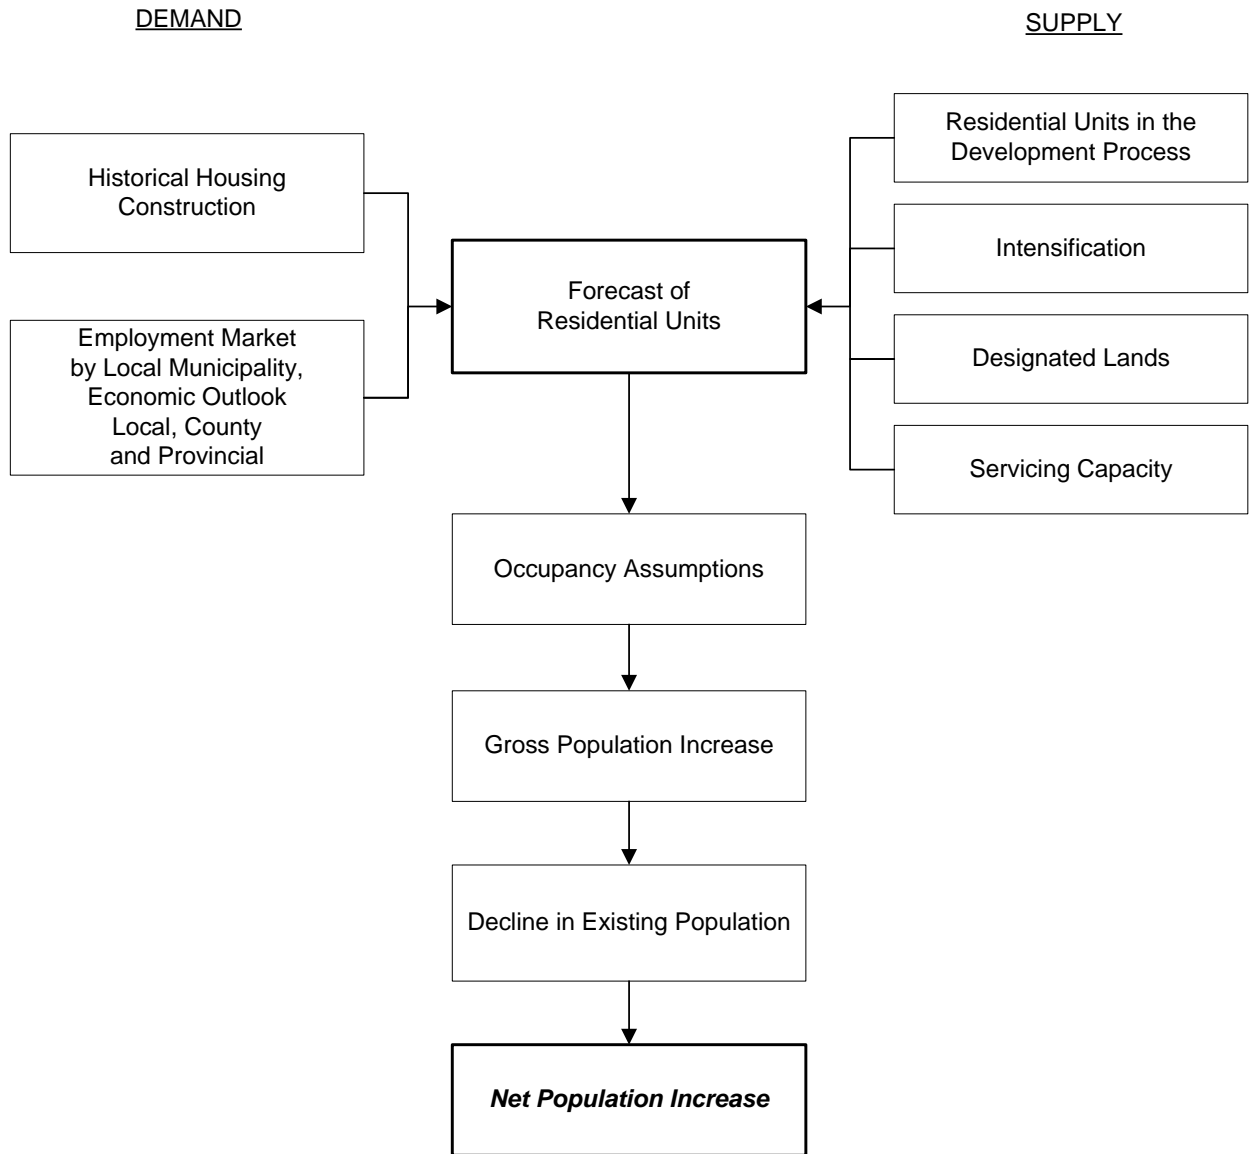 DEMAND
SUPPLY
Historical Housing
Construction
Employment Market
by Local Municipality,
Economic Outlook
Local, County
and Provincial
Forecast of
Residential Units
Residential Units in the
Development Process
Intensification
Designated Lands
Servicing Capacity
Occupancy Assumptions
Gross Population Increase
Decline in Existing Population
Net Population Increase